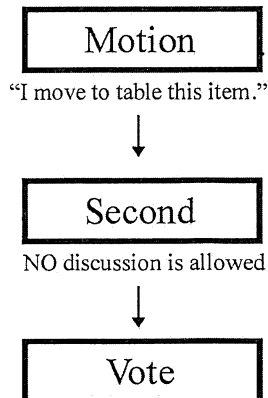 Motion
“I move to table this item.”
Second
NO discussion is allowed
Vote